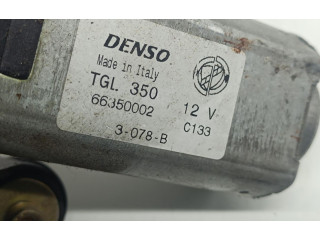 DENSO
Made in Italy
TGL 350
66350002 12 V
3-078-B C133